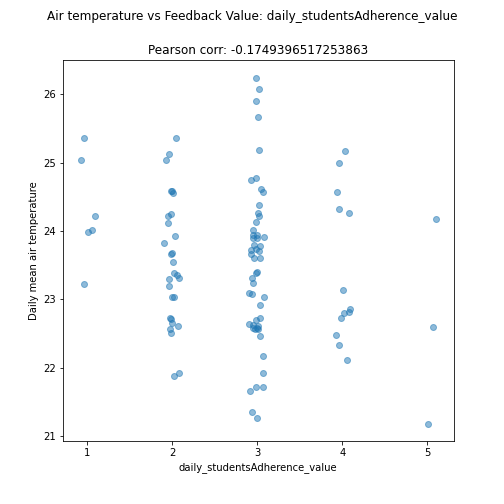 Air temperature vs Feedback Value: daily_studentsAdherence_value
Pearson corr: -0.1749396517253863
26
25
24
23
22
21
Daily mean air temperature
1 2 3 4 5
daily_studentsAdherence_value